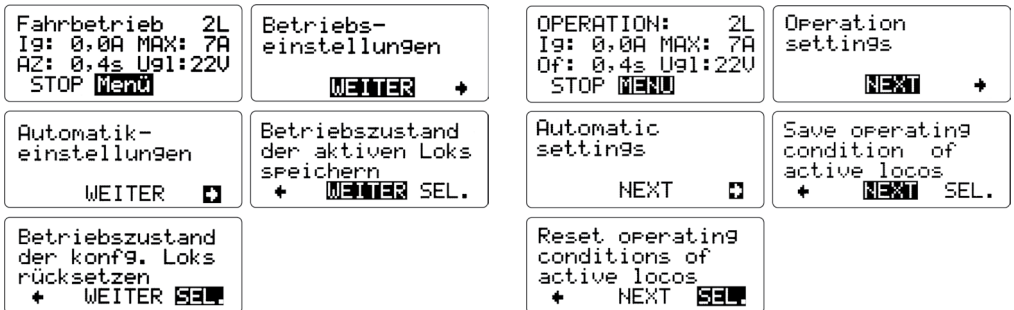 Fahrbetrieb 2L
Ig: 0,0A MAX: 7A
AZ: 0,4s Ugl:22V
STOP Menü
Betriebs-
einstellungen
WEITER →
Automatik-
einstellungen
WEITER →
Betriebszustand
der aktiven Loks
speichern
← WEITER SEL.
Betriebszustand
der konfg. Loks
rücksetzen
← WEITER SEL.
OPERATION: 2L
Ig: 0,0A MAX: 7A
Of: 0,4s Ugl:22V
STOP MENU
Operation
settings
NEXT →
Automatic
settings
NEXT →
Save operating
condition of
active locos
← NEXT SEL.
Reset operating
conditions of
active locos
← NEXT SEL.